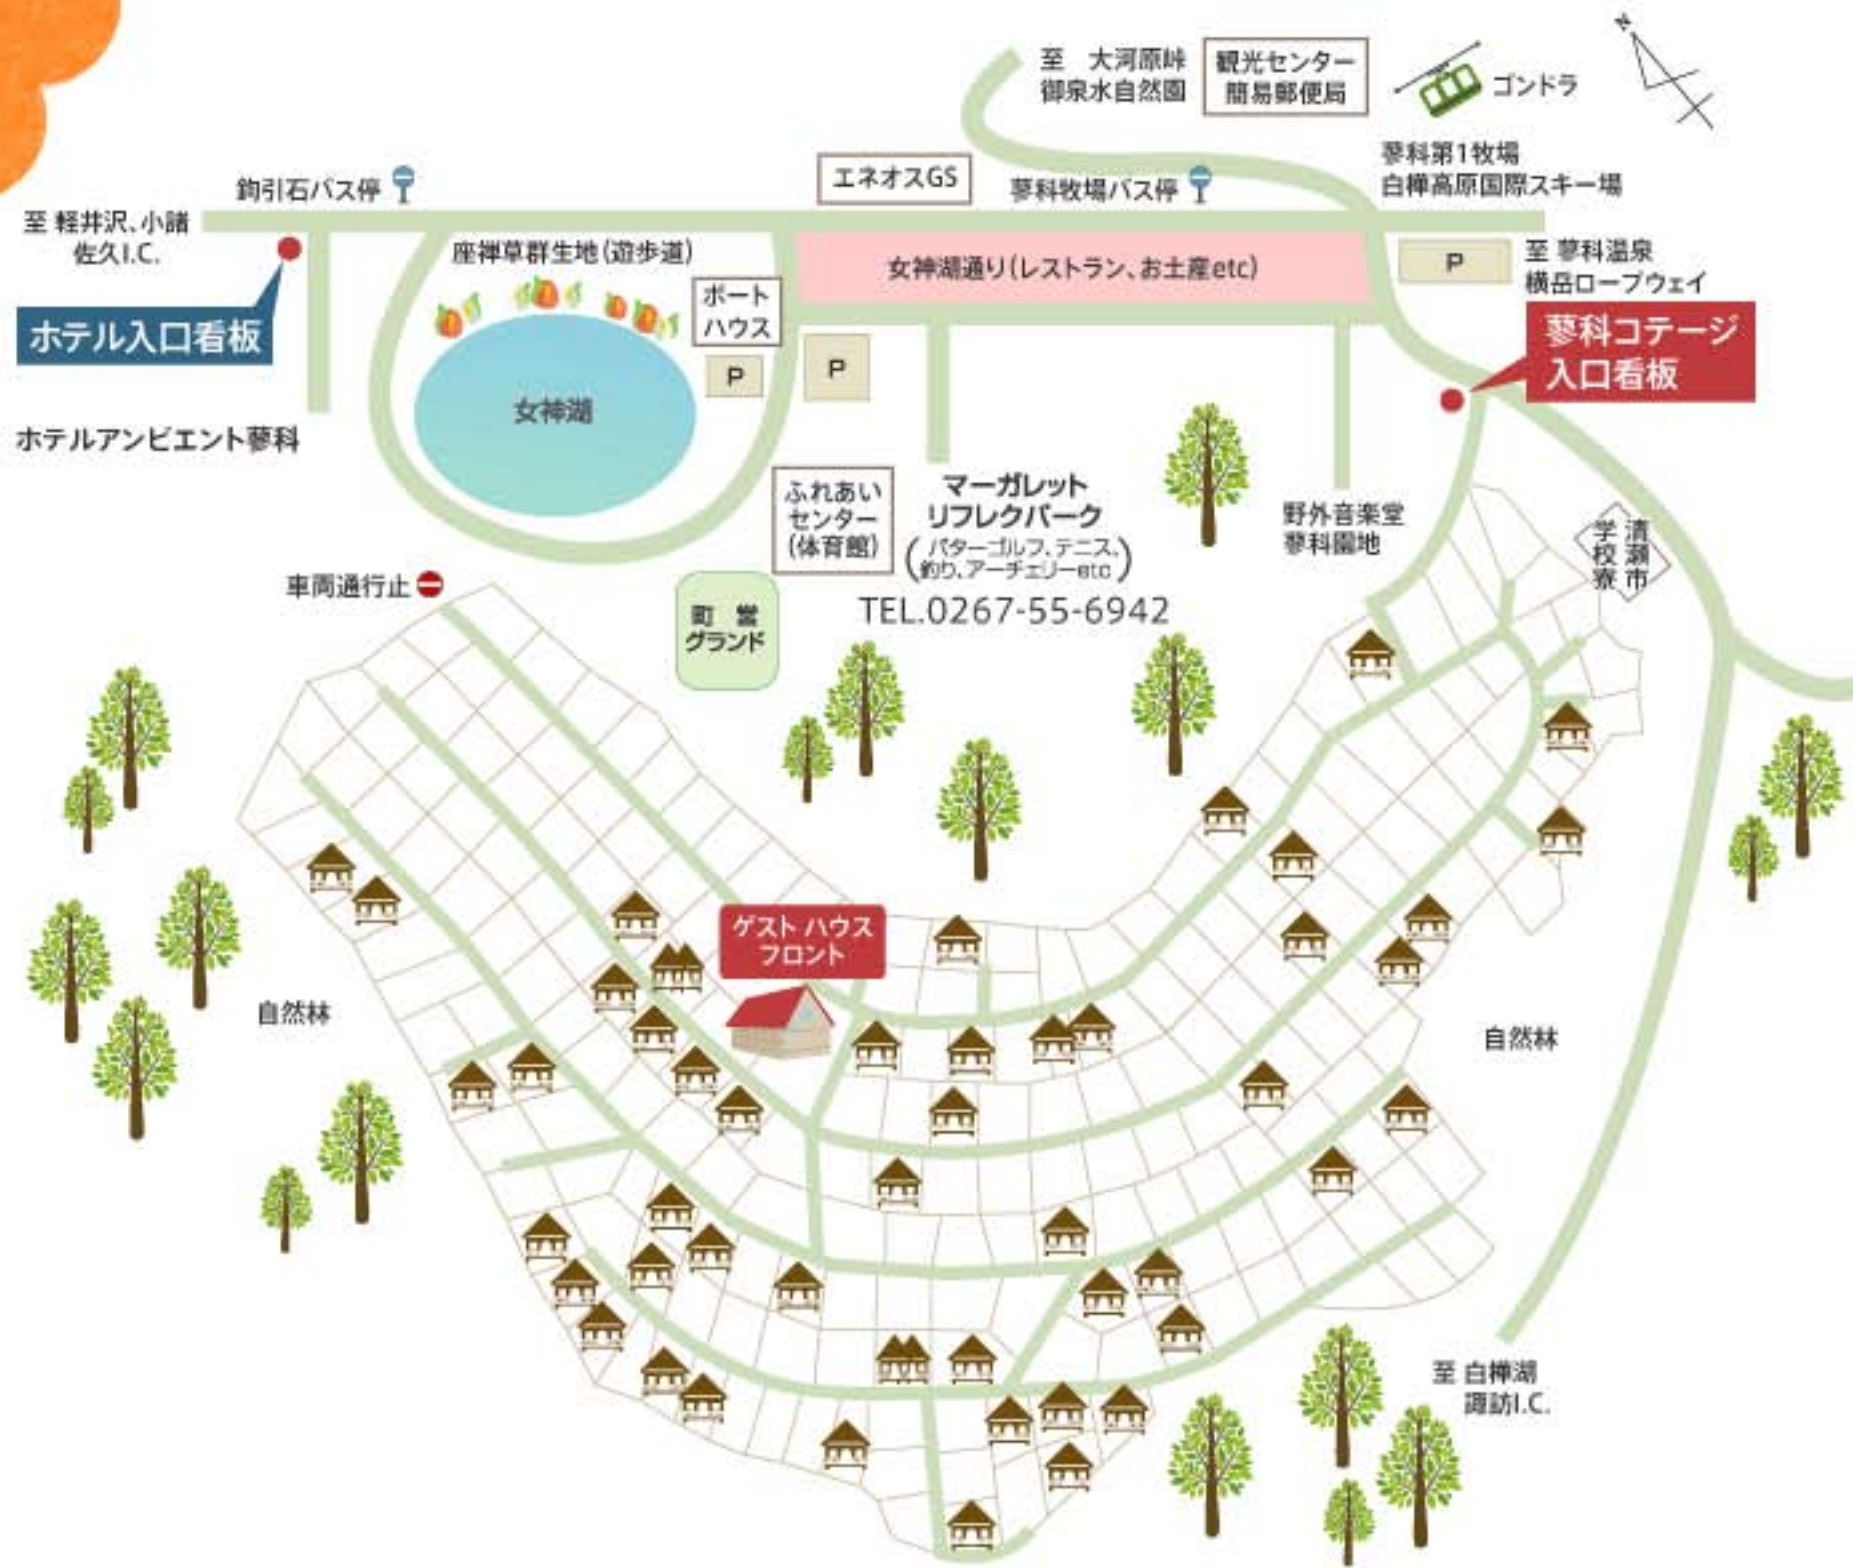 N
至 大河原峠
御泉水自然園
観光センター
簡易郵便局
ゴンドラ
蓼科第1牧場
白樺高原国際スキー場
鈎引石バス停
エネオスGS
蓼科牧場バス停
至 軽井沢、小諸
佐久I.C.
座禅草群生地(遊歩道)
女神湖通り(レストラン、お土産etc)
P
至 蓼科温泉
横岳ロープウェイ
ホテル入口看板
ボート
ハウス
P
P
蓼科コテージ
入口看板
女神湖
ホテルアンビエント蓼科
ふれあい
センター
(体育館)
マーガレット
リフレクパーク
(パターゴルフ、テニス、
釣り、アーチェリーetc)
TEL.0267-55-6942
野外音楽堂
蓼科園地
清瀬市
学校寮
車両通行止
町 営
グランド
ゲスト ハウス
フロント
自然林
自然林
至 白樺湖
諏訪I.C.